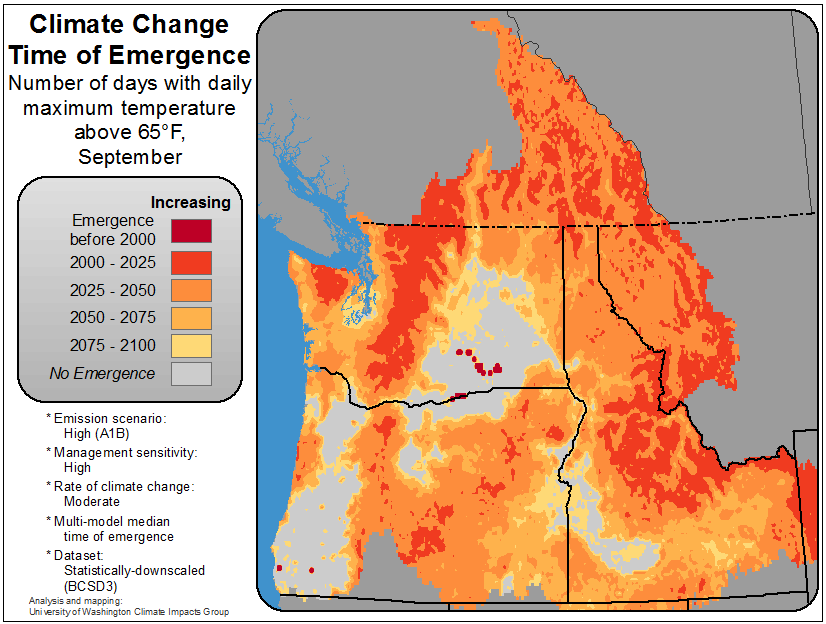 Climate Change
Time of Emergence
Number of days with daily
maximum temperature
above 65°F,
September
Increasing
Emergence
before 2000
2000 - 2025
2025 - 2050
2050 - 2075
2075 - 2100
No Emergence
* Emission scenario:
High (A1B)
* Management sensitivity:
High
* Rate of climate change:
Moderate
* Multi-model median
time of emergence
* Dataset:
Statistically-downscaled
(BCSD3)
Analysis and mapping:
University of Washington Climate Impacts Group